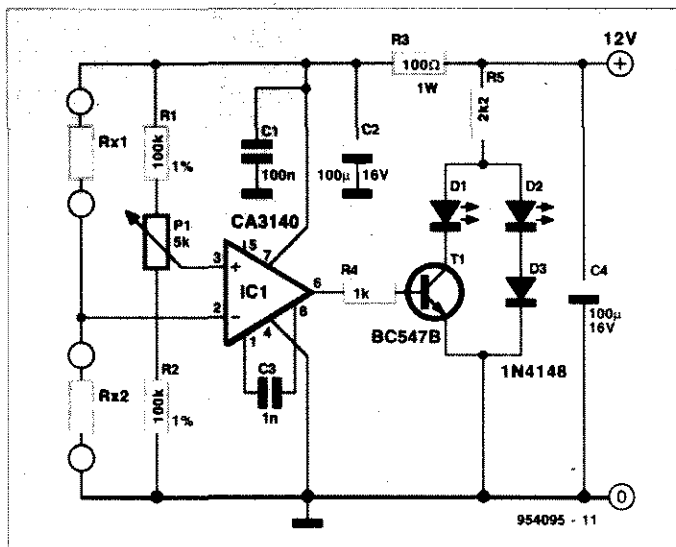 R3
100Ω
1W
12V
+
R5
2k2
Rx1
R1
100k
1%
C1
100n
C2
100µ 16V
D1
D2
P1
5k
CA3140
3
+
5
7
IC1
6
2
−
8
4
1
R4
1k
T1
BC547B
D3
1N4148
C4
100µ
16V
Rx2
R2
100k
1%
C3
1n
0
954095 - 11